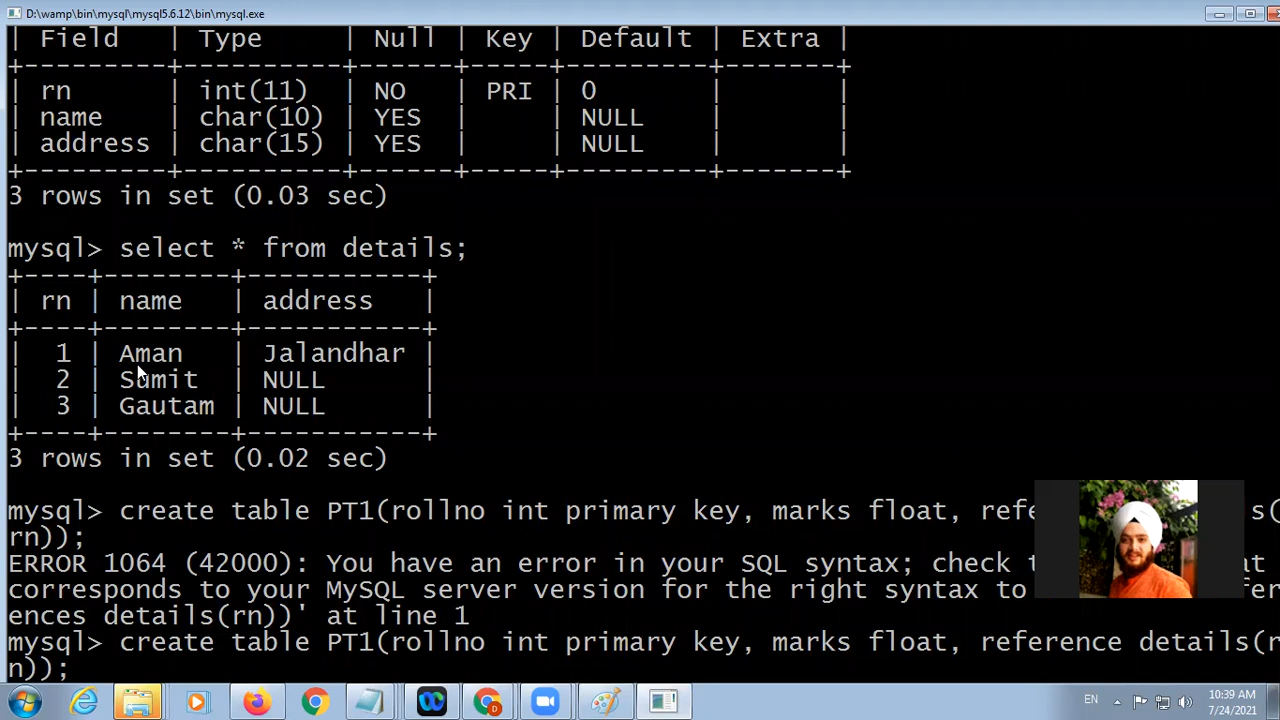 D:\wamp\bin\mysql\mysql5.6.12\bin\mysql.exe
| Field | Type | Null | Key | Default | Extra |
+---------+----------+------+-----+---------+-------+
| rn | int(11) | NO | PRI | 0 | |
| name | char(10) | YES | | NULL | |
| address | char(15) | YES | | NULL | |
+---------+----------+------+-----+---------+-------+
3 rows in set (0.03 sec)
mysql> select * from details;
+----+--------+-----------+
| rn | name | address |
+----+--------+-----------+
| 1 | Aman | Jalandhar |
| 2 | Sumit | NULL |
| 3 | Gautam | NULL |
+----+--------+-----------+
3 rows in set (0.02 sec)
mysql> create table PT1(rollno int primary key, marks float, s(
rn));
ERROR 1064 (42000): You have an error in your SQL syntax; check at
corresponds to your MySQL server version for the right syntax to
ences details(rn))' at line 1
mysql> create table PT1(rollno int primary key, marks float, reference details(r
n));
EN
10:39 AM
7/24/2021